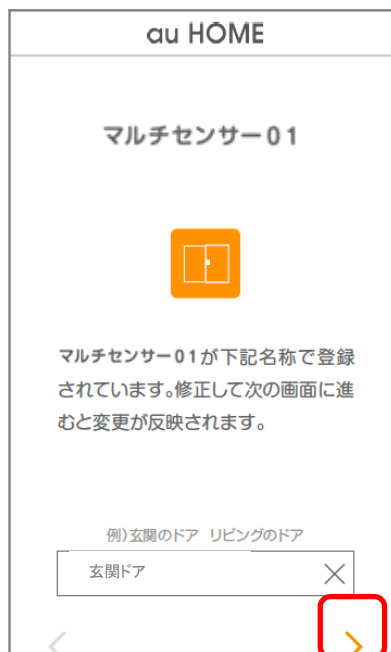 au HOME
マルチセンサー01
マルチセンサー01が下記名称で登録
されています。修正して次の画面に進
むと変更が反映されます。
例)玄関のドア リビングのドア
玄関ドア